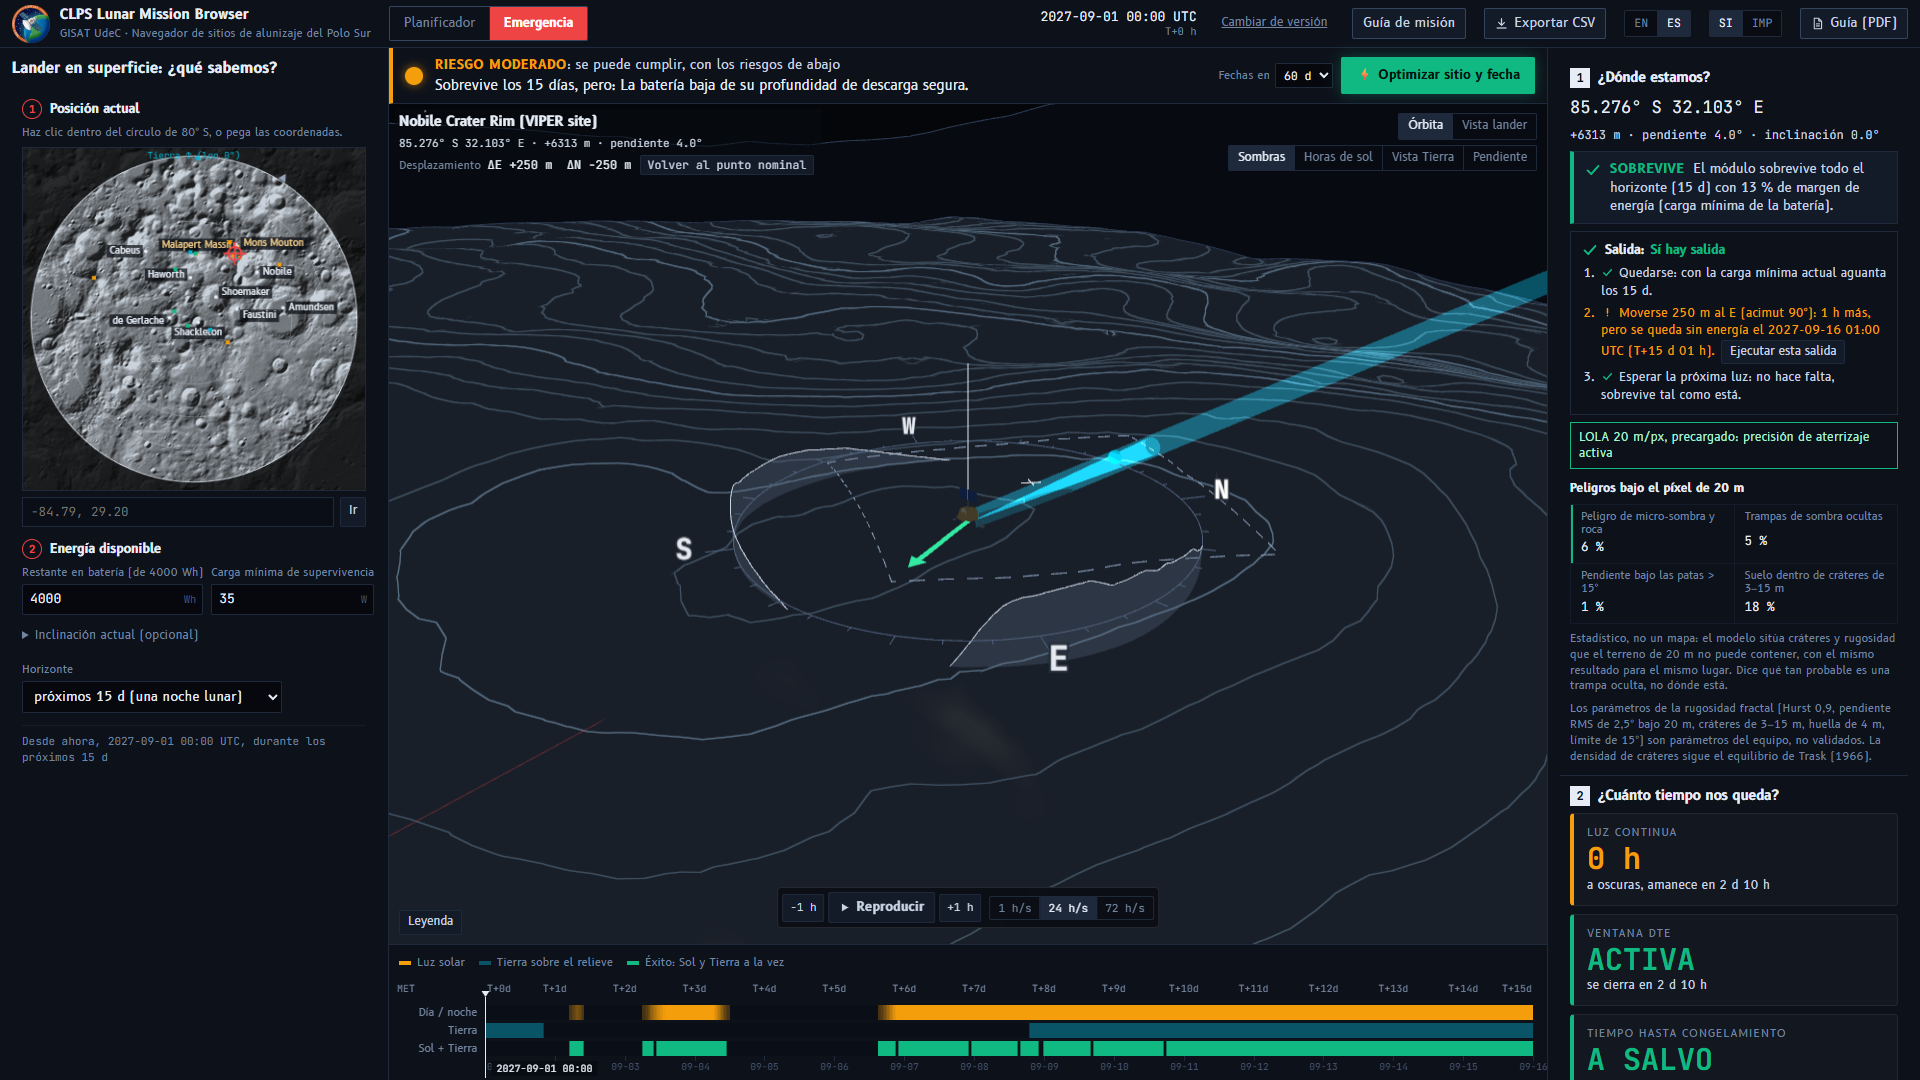 CLPS Lunar Mission Browser
GISAT UdeC · Navegador de sitios de alunizaje del Polo Sur
Planificador
Emergencia
2027-09-01 00:00 UTC
T+0 h
Cambiar de versión
Guía de misión
Exportar CSV
EN ES
SI IMP
Guía (PDF)
Lander en superficie: ¿qué sabemos?
1 Posición actual
Haz clic dentro del círculo de 80° S, o pega las coordenadas.
Cabeus
Malapert Massif
Mons Mouton
Haworth
Nobile
Shoemaker
Amundsen
Faustini
de Gerlache
Shackleton
-84.79, 29.20
Ir
2 Energía disponible
Restante en batería (de 4000 Wh)
Carga mínima de supervivencia
4000 Wh
35 W
Inclinación actual (opcional)
Horizonte
próximos 15 d (una noche lunar)
Desde ahora, 2027-09-01 00:00 UTC, durante los
próximos 15 d
RIESGO MODERADO: se puede cumplir, con los riesgos de abajo
Sobrevive los 15 días, pero: La batería baja de su profundidad de descarga segura.
Fechas en
60 d
Optimizar sitio y fecha
Nobile Crater Rim (VIPER site)
85.276° S 32.103° E · +6313 m · pendiente 4.0°
Desplazamiento ΔE +250 m ΔN -250 m Volver al punto nominal
Órbita
Vista lander
Sombras
Horas de sol
Vista Tierra
Pendiente
W
N
S
E
Leyenda
-1 h
Reproducir
+1 h
1 h/s
24 h/s
72 h/s
Luz solar
Tierra sobre el relieve
Éxito: Sol y Tierra a la vez
MET T+0d T+1d T+2d T+3d T+4d T+5d T+6d T+7d T+8d T+9d T+10d T+11d T+12d T+13d T+14d T+15d
Día / noche
Tierra
Sol + Tierra
2027-09-01 00:00
09-03 09-04 09-05 09-06 09-07 09-08 09-09 09-10 09-11 09-12 09-13 09-14 09-15 09-16
1 ¿Dónde estamos?
85.276° S 32.103° E
+6313 m · pendiente 4.0° · inclinación 0.0°
SOBREVIVE El módulo sobrevive todo el
horizonte (15 d) con 13 % de margen de
energía (carga mínima de la batería).
Salida: Sí hay salida
1. Quedarse: con la carga mínima actual aguanta
los 15 d.
2. ! Moverse 250 m al E (acimut 90°): 1 h más,
pero se queda sin energía el 2027-09-16 01:00
UTC (T+15 d 01 h). Ejecutar esta salida
3. Esperar la próxima luz: no hace falta,
sobrevive tal como está.
LOLA 20 m/px, precargado: precisión de aterrizaje
activa
Peligros bajo el píxel de 20 m
Peligro de micro-sombra y
roca
6 %
Trampas de sombra ocultas
5 %
Pendiente bajo las patas >
15°
1 %
Suelo dentro de cráteres de
3–15 m
18 %
Estadístico, no un mapa: el modelo sitúa cráteres y rugosidad
que el terreno de 20 m no puede contener, con el mismo
resultado para el mismo lugar. Dice qué tan probable es una
trampa oculta, no dónde está.
Los parámetros de la rugosidad fractal (Hurst 0,9, pendiente
RMS de 2,5° bajo 20 m, cráteres de 3–15 m, huella de 4 m,
límite de 15°) son parámetros del equipo, no validados. La
densidad de cráteres sigue el equilibrio de Trask (1966).
2 ¿Cuánto tiempo nos queda?
LUZ CONTINUA
0 h
a oscuras, amanece en 2 d 10 h
VENTANA DTE
ACTIVA
se cierra en 2 d 10 h
TIEMPO HASTA CONGELAMIENTO
A SALVO